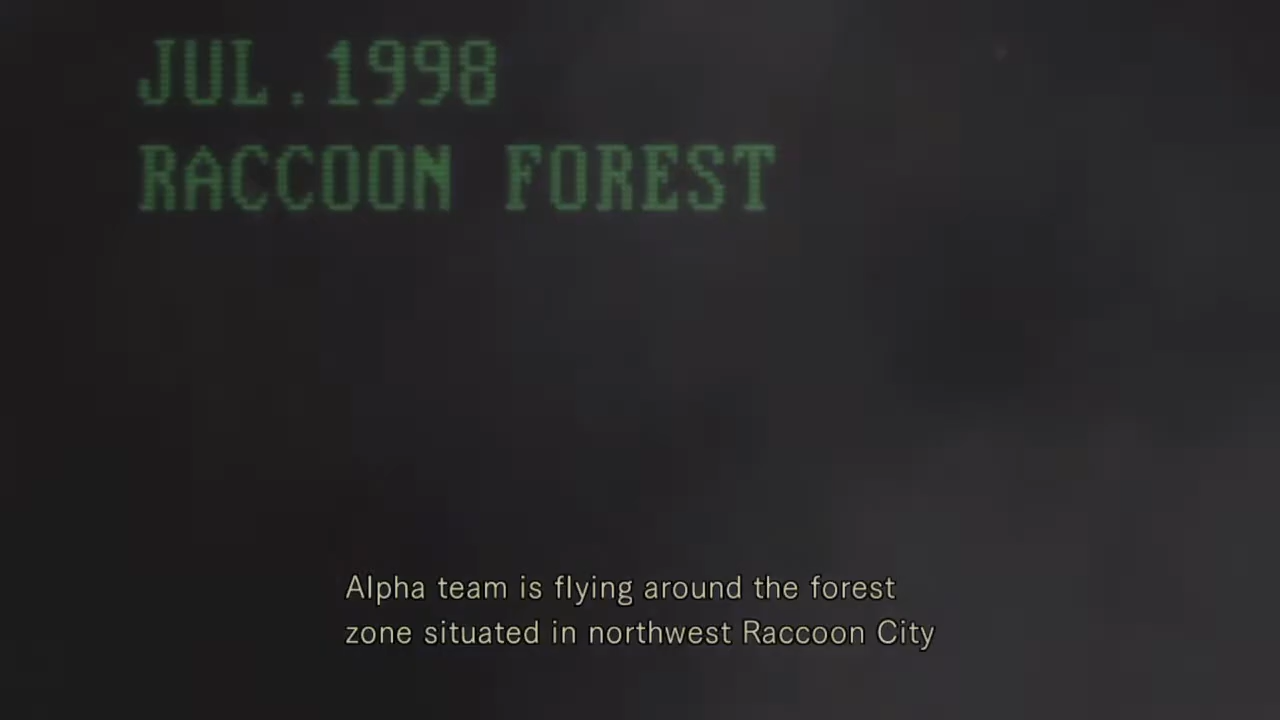 JUL.1998
RACCOON FOREST
Alpha team is flying around the forest
zone situated in northwest Raccoon City